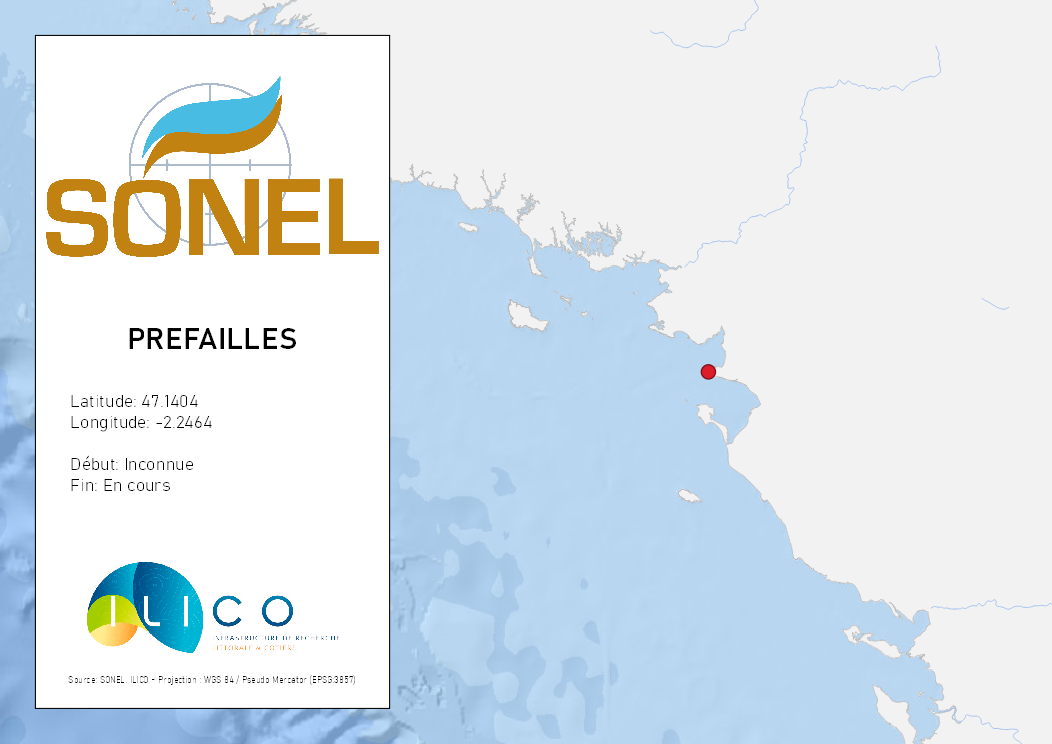 SONEL
PREFAILLES
Latitude: 47.1404
Longitude: -2.2464
Début: Inconnue
Fin: En cours
ILICO
INFRASTRUCTURE DE RECHERCHE
LITTORALE & CÔTIÈRE
Source: SONEL, ILICO - Projection : WGS 84 / Pseudo Mercator (EPSG:3857)